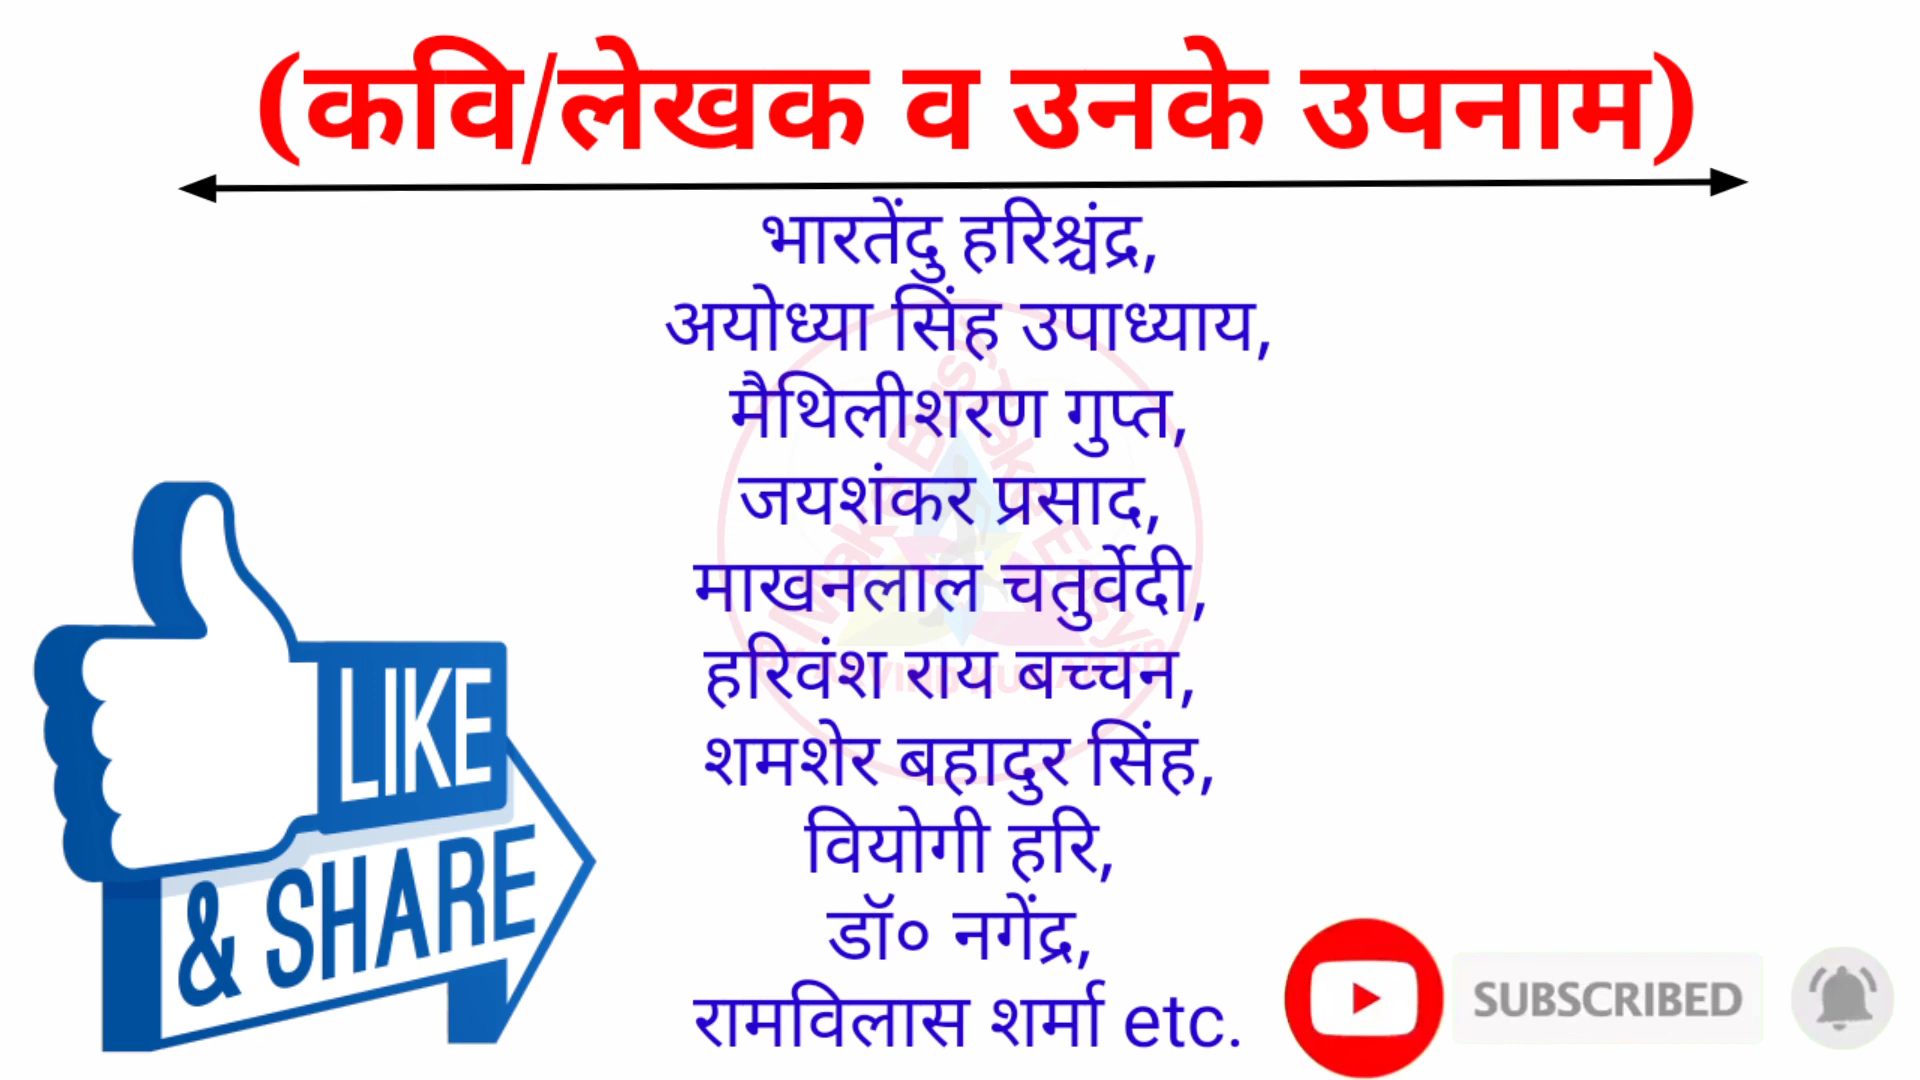 (कवि/लेखक व उनके उपनाम)
भारतेंदु हरिश्चंद्र,
अयोध्या सिंह उपाध्याय,
मैथिलीशरण गुप्त,
जयशंकर प्रसाद,
माखनलाल चतुर्वेदी,
हरिवंश राय बच्चन,
शमशेर बहादुर सिंह,
वियोगी हरि,
डॉ० नगेंद्र,
रामविलास शर्मा etc.
LIKE
& SHARE
SUBSCRIBED